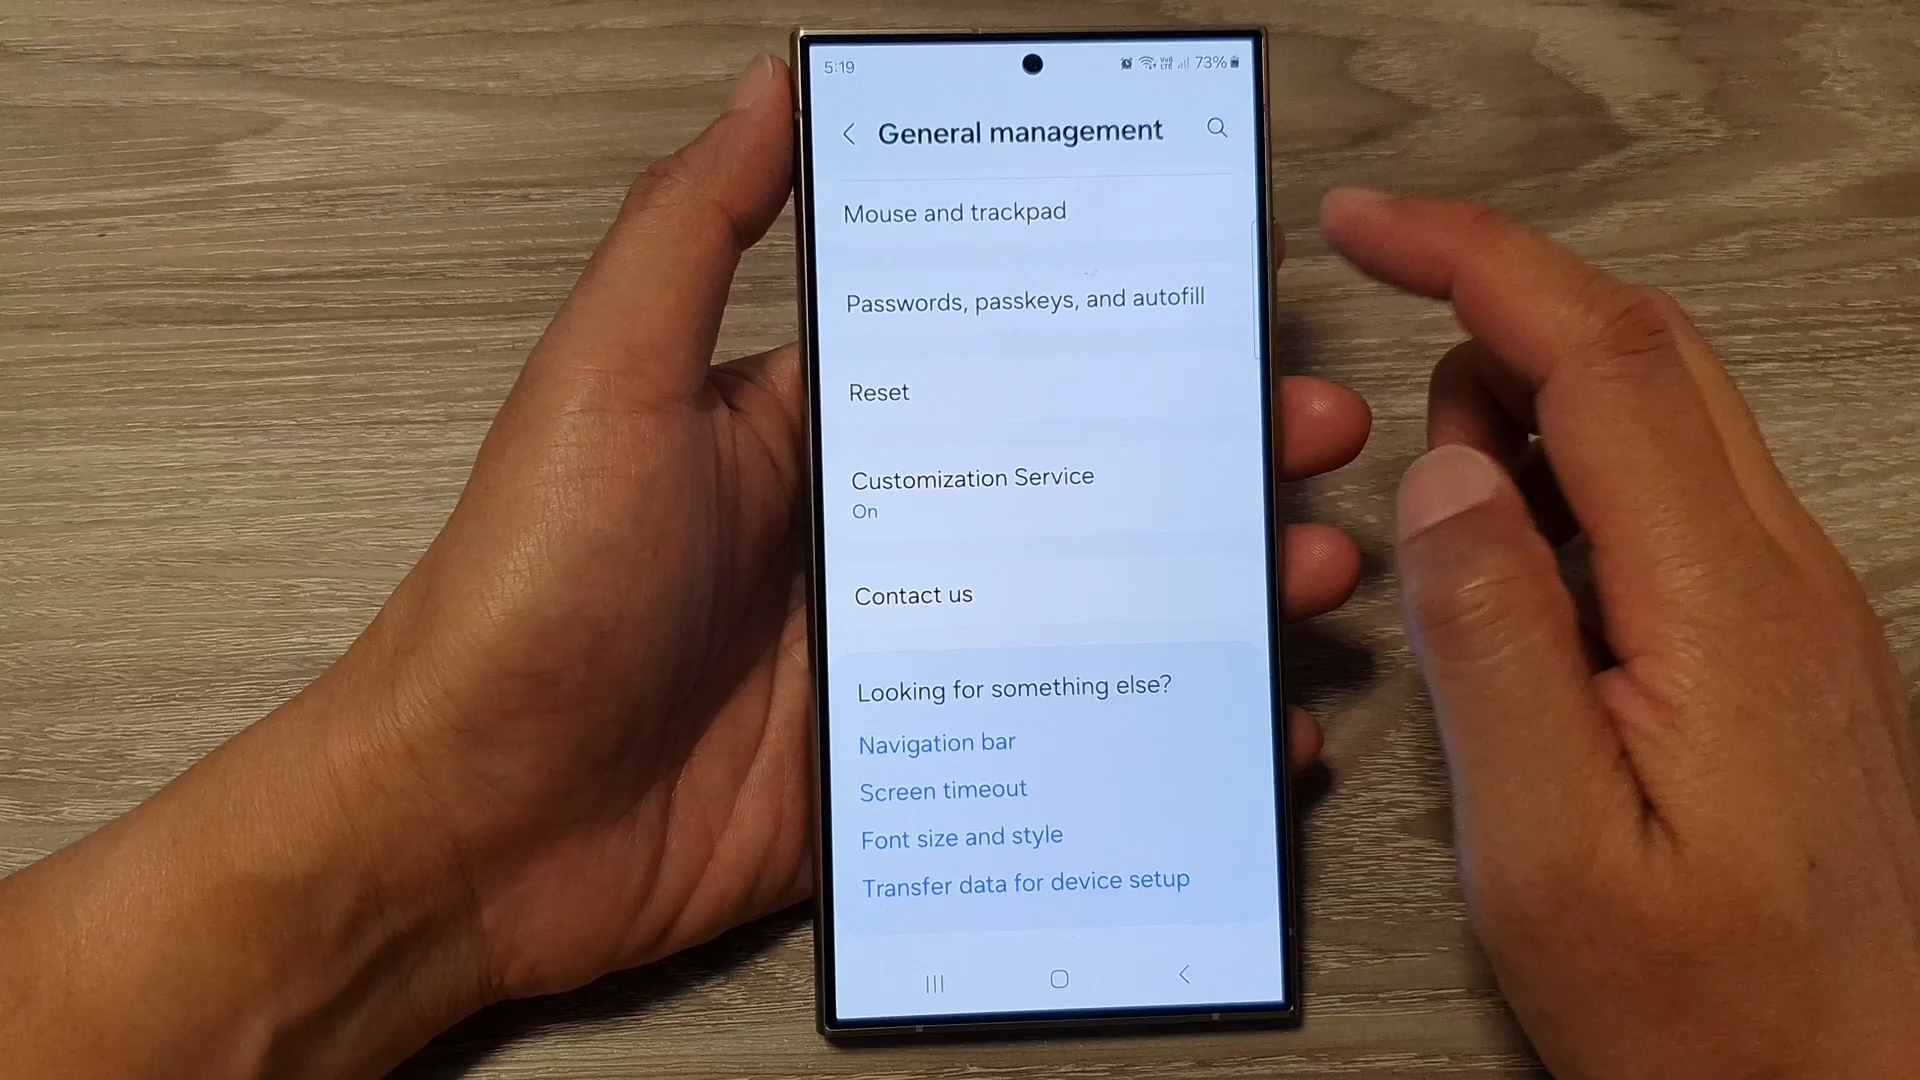 5:19
73%
General management
Mouse and trackpad
Passwords, passkeys, and autofill
Reset
Customization Service
On
Contact us
Looking for something else?
Navigation bar
Screen timeout
Font size and style
Transfer data for device setup